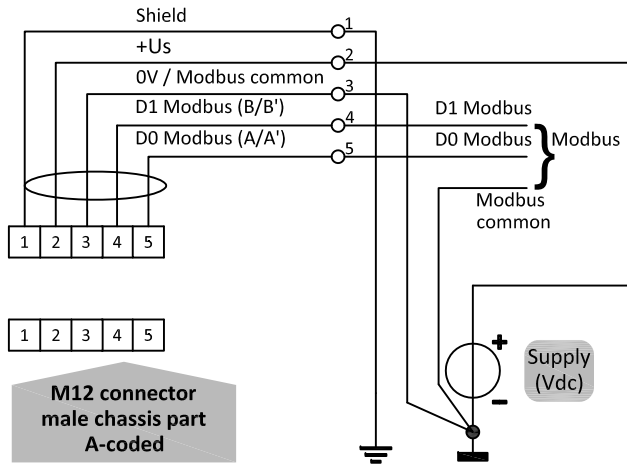 Shield
1
+Us
2
0V / Modbus common
3
D1 Modbus (B/B')
4
D1 Modbus
D0 Modbus (A/A')
5
D0 Modbus
Modbus
Modbus
common
1 2 3 4 5
1 2 3 4 5
+
-
Supply
(Vdc)
M12 connector
male chassis part
A-coded